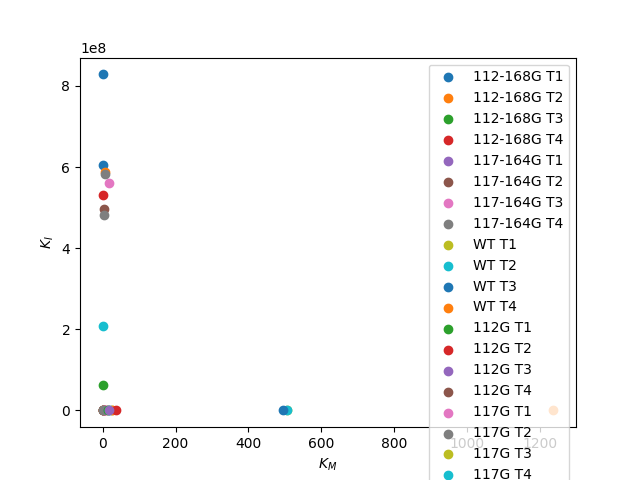 1e8
8
6
4
2
0
K_I
0
200
400
600
800
1000
1200
K_M
112-168G T1
112-168G T2
112-168G T3
112-168G T4
117-164G T1
117-164G T2
117-164G T3
117-164G T4
WT T1
WT T2
WT T3
WT T4
112G T1
112G T2
112G T3
112G T4
117G T1
117G T2
117G T3
117G T4